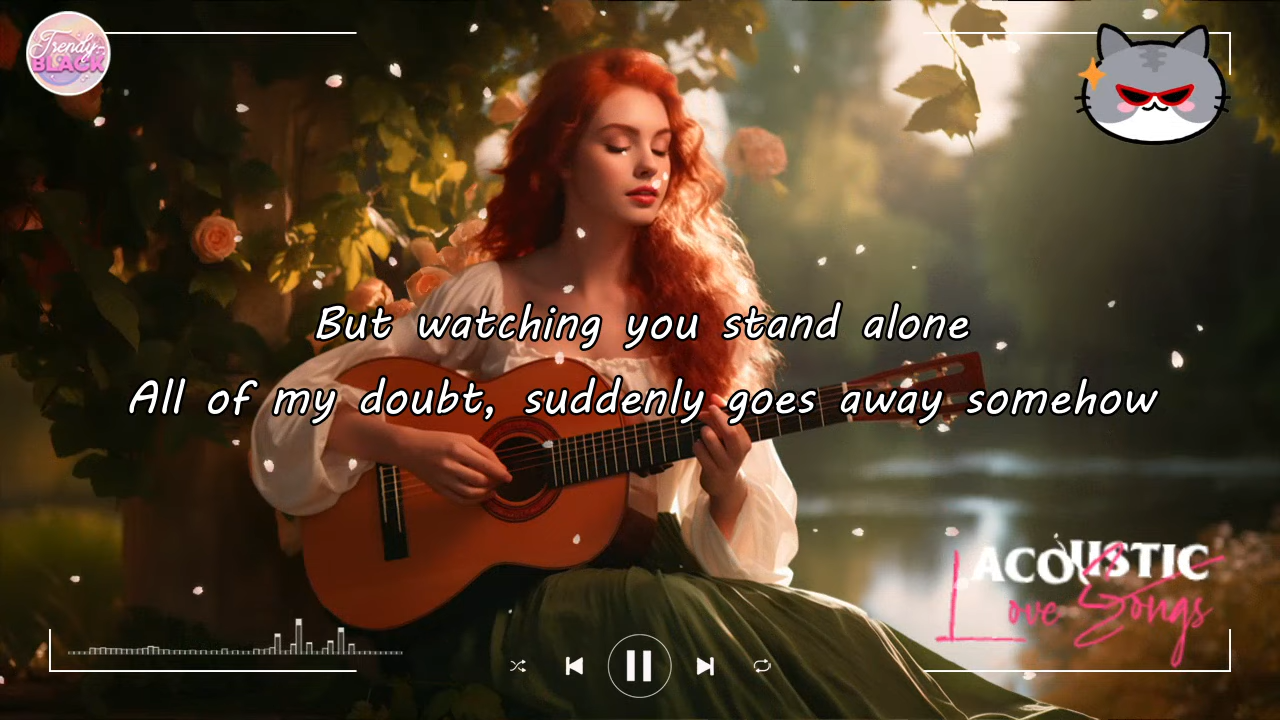 Trendy
BLACK
But watching you stand alone
All of my doubt, suddenly goes away somehow
ACOUSTIC
Love Songs